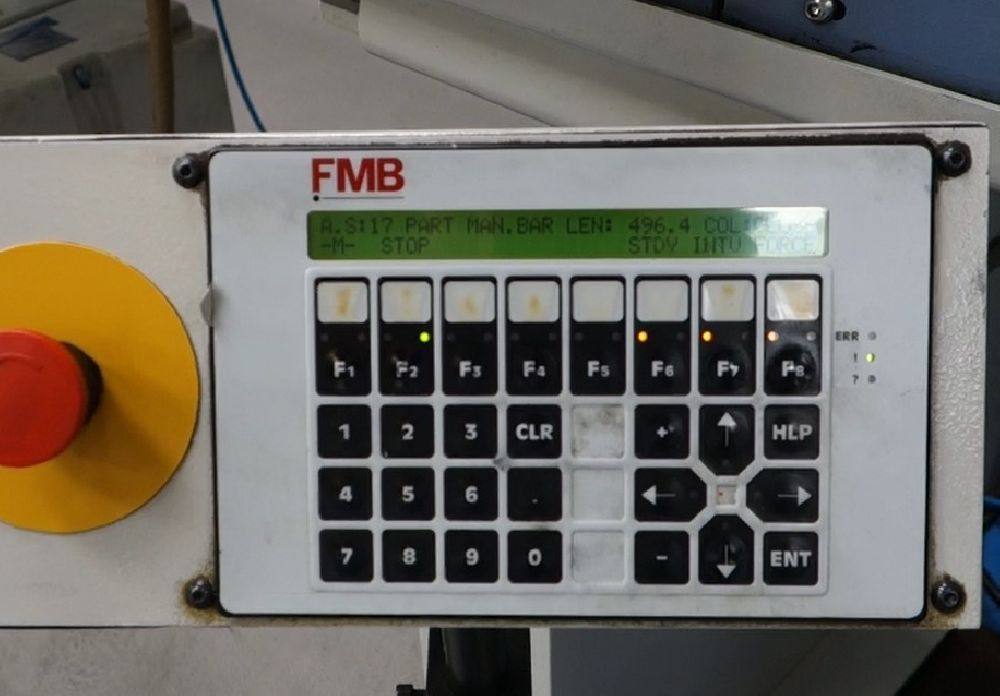 FMB
A.S:17 PART MAN.BAR LEN: 496.4 COL:
-M- STOP STOV INTV FORCE
F1 F2 F3 F4 F5 F6 F7 F8
ERR
!
?
1 2 3 CLR + ↑ HLP
4 5 6 . ← →
7 8 9 0 - ↓ ENT